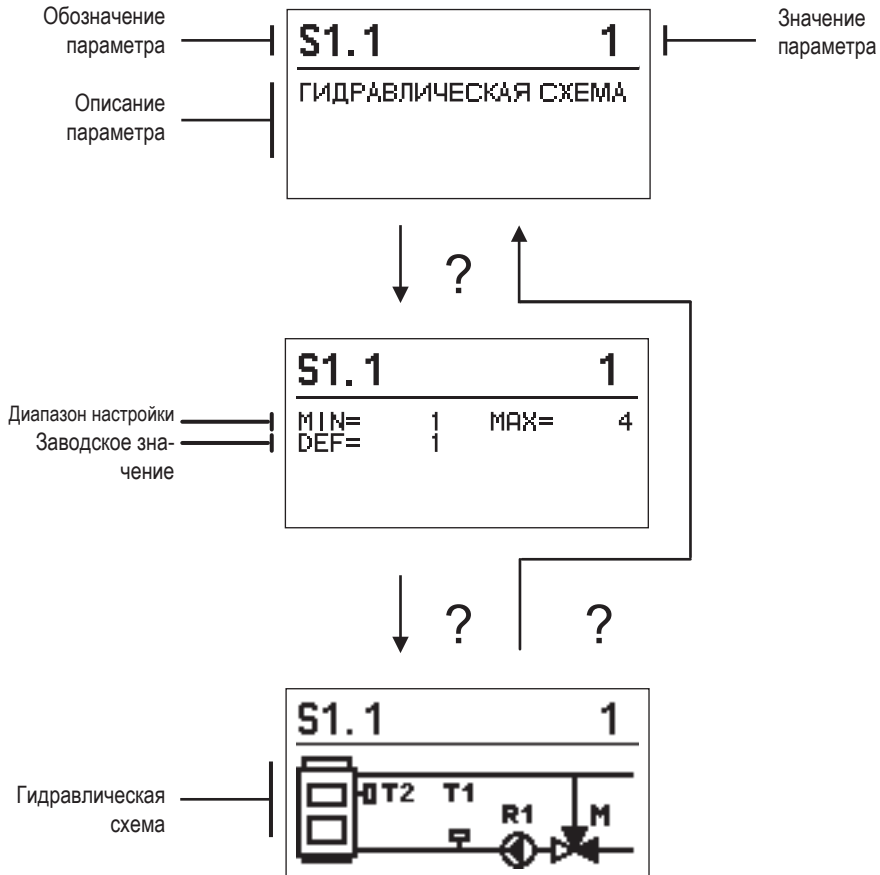 Обозначение
параметра
S1.1 1
Значение
параметра
Описание
параметра
ГИДРАВЛИЧЕСКАЯ СХЕМА
?
S1.1 1
Диапазон настройки
Заводское зна-
чение
MIN= 1 MAX= 4
DEF= 1
? ?
S1.1 1
Гидравлическая
схема
T2 T1
R1 M